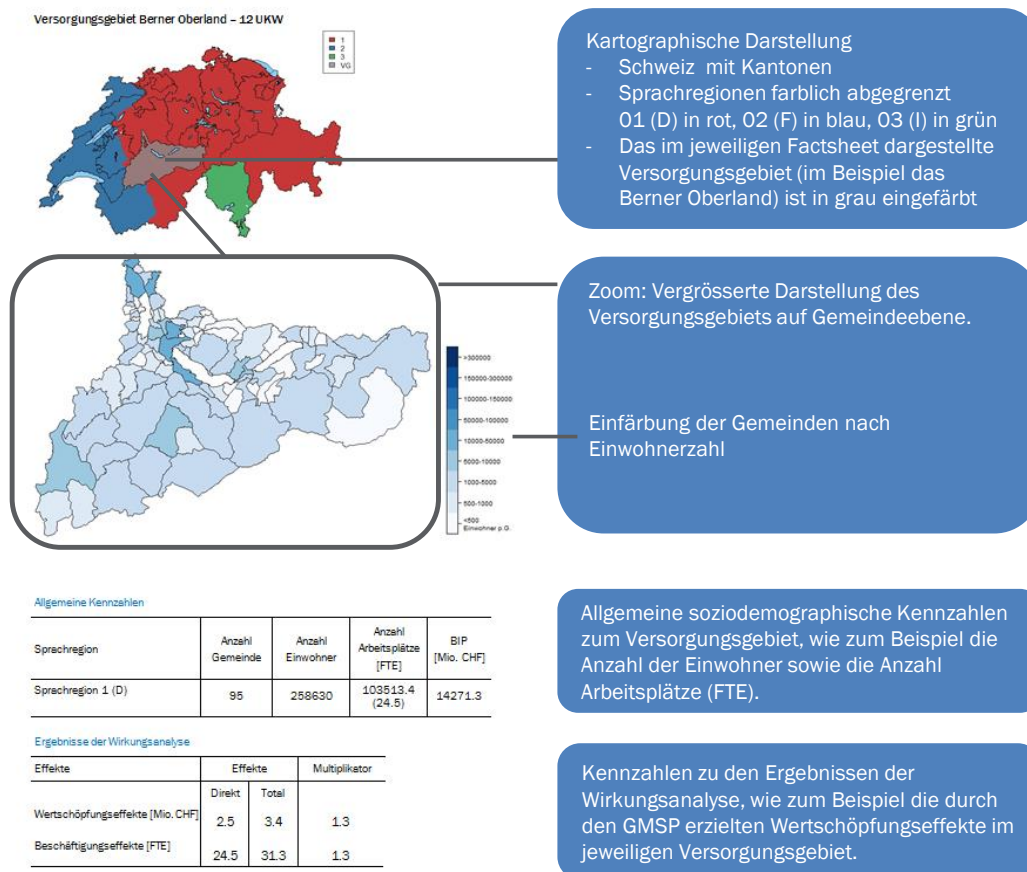 Versorgungsgebiet Berner Oberland – 12 UKW
1
2
3
VG
Kartographische Darstellung
- Schweiz mit Kantonen
- Sprachregionen farblich abgegrenzt
01 (D) in rot, 02 (F) in blau, 03 (I) in grün
- Das im jeweiligen Factsheet dargestellte
Versorgungsgebiet (im Beispiel das
Berner Oberland) ist in grau eingefärbt
>300000
150000-300000
100000-150000
50000-100000
10000-50000
5000-10000
1000-5000
500-1000
<500
Einwohner p.G.
Zoom: Vergrösserte Darstellung des
Versorgungsgebiets auf Gemeindeebene.
Einfärbung der Gemeinden nach
Einwohnerzahl
Allgemeine Kennzahlen
Sprachregion
Anzahl
Gemeinde
Anzahl
Einwohner
Anzahl
Arbeitsplätze
[FTE]
BIP
[Mio. CHF]
Sprachregion 1 (D)
95
258630
103513.4
(24.5)
14271.3
Allgemeine soziodemographische Kennzahlen
zum Versorgungsgebiet, wie zum Beispiel die
Anzahl der Einwohner sowie die Anzahl
Arbeitsplätze (FTE).
Ergebnisse der Wirkungsanalyse
Effekte Effekte Multiplikator
Direkt Total
Wertschöpfungseffekte [Mio. CHF] 2.5 3.4 1.3
Beschäftigungseffekte [FTE] 24.5 31.3 1.3
Kennzahlen zu den Ergebnissen der
Wirkungsanalyse, wie zum Beispiel die durch
den GMSP erzielten Wertschöpfungseffekte im
jeweiligen Versorgungsgebiet.